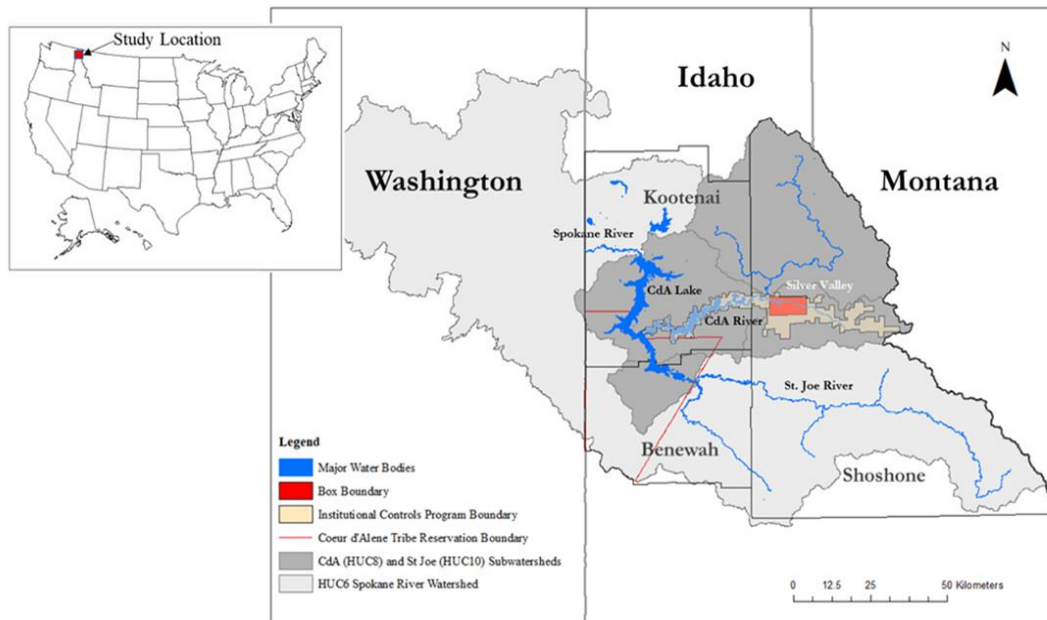 Study Location
N
Idaho
Washington
Montana
Kootenai
Spokane River
CdA Lake
Silver Valley
CdA River
St. Joe River
Benewah
Shoshone
Legend
Major Water Bodies
Box Boundary
Institutional Controls Program Boundary
Coeur d'Alene Tribe Reservation Boundary
CdA (HUC8) and St Joe (HUC10) Subwatersheds
HUC6 Spokane River Watershed
0 12.5 25 50 Kilometers